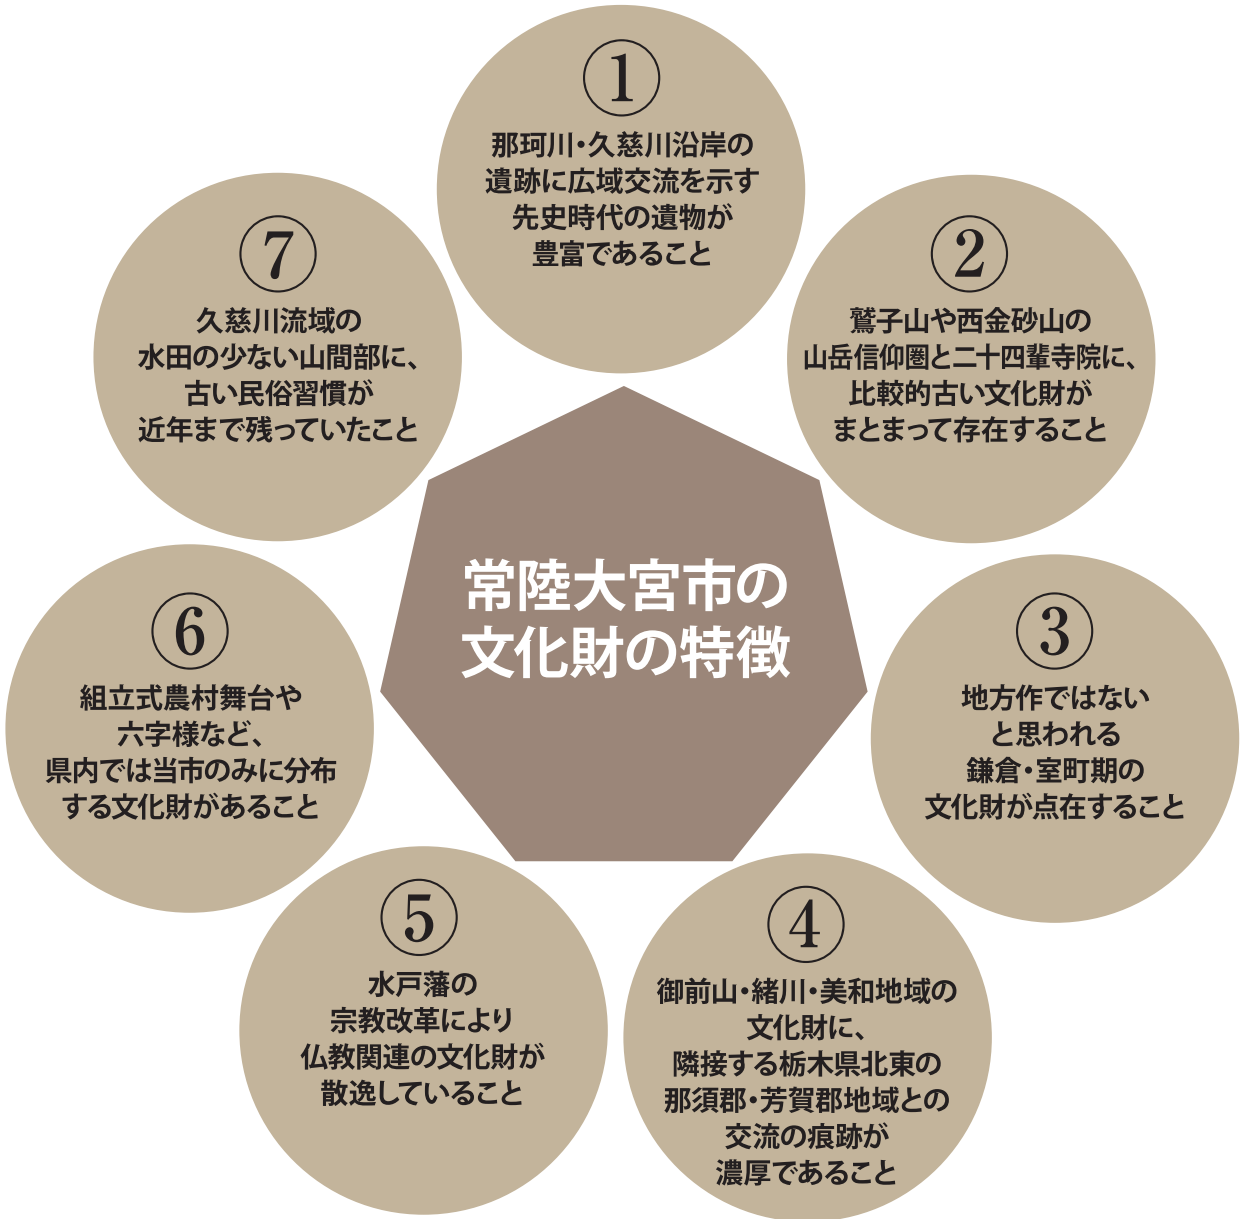 常陸大宮市の
文化財の特徴
①
那珂川・久慈川沿岸の
遺跡に広域交流を示す
先史時代の遺物が
豊富であること
②
鷲子山や西金砂山の
山岳信仰圏と二十四輩寺院に、
比較的古い文化財が
まとまって存在すること
③
地方作ではない
と思われる
鎌倉・室町期の
文化財が点在すること
④
御前山・緒川・美和地域の
文化財に、
隣接する栃木県北東の
那須郡・芳賀郡地域との
交流の痕跡が
濃厚であること
⑤
水戸藩の
宗教改革により
仏教関連の文化財が
散逸していること
⑥
組立式農村舞台や
六字様など、
県内では当市のみに分布
する文化財があること
⑦
久慈川流域の
水田の少ない山間部に、
古い民俗習慣が
近年まで残っていたこと